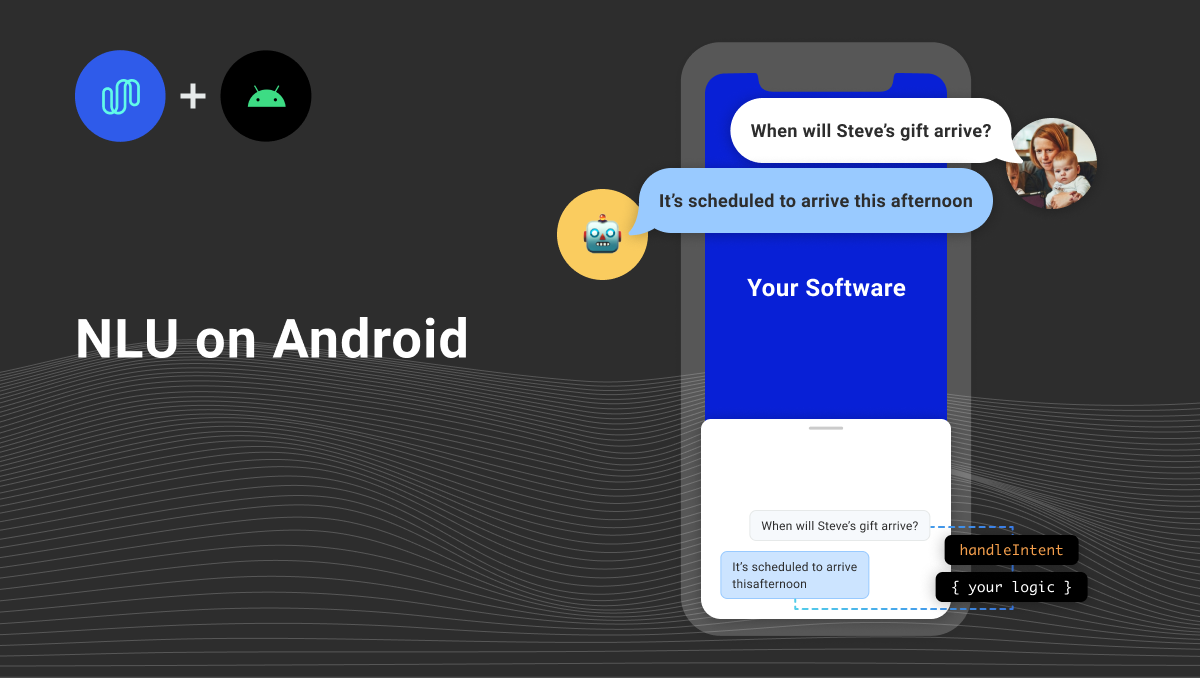 When will Steve’s gift arrive?
It’s scheduled to arrive this afternoon
Your Software
NLU on Android
When will Steve’s gift arrive?
It’s scheduled to arrive
thisafternoon
handleIntent
{ your logic }